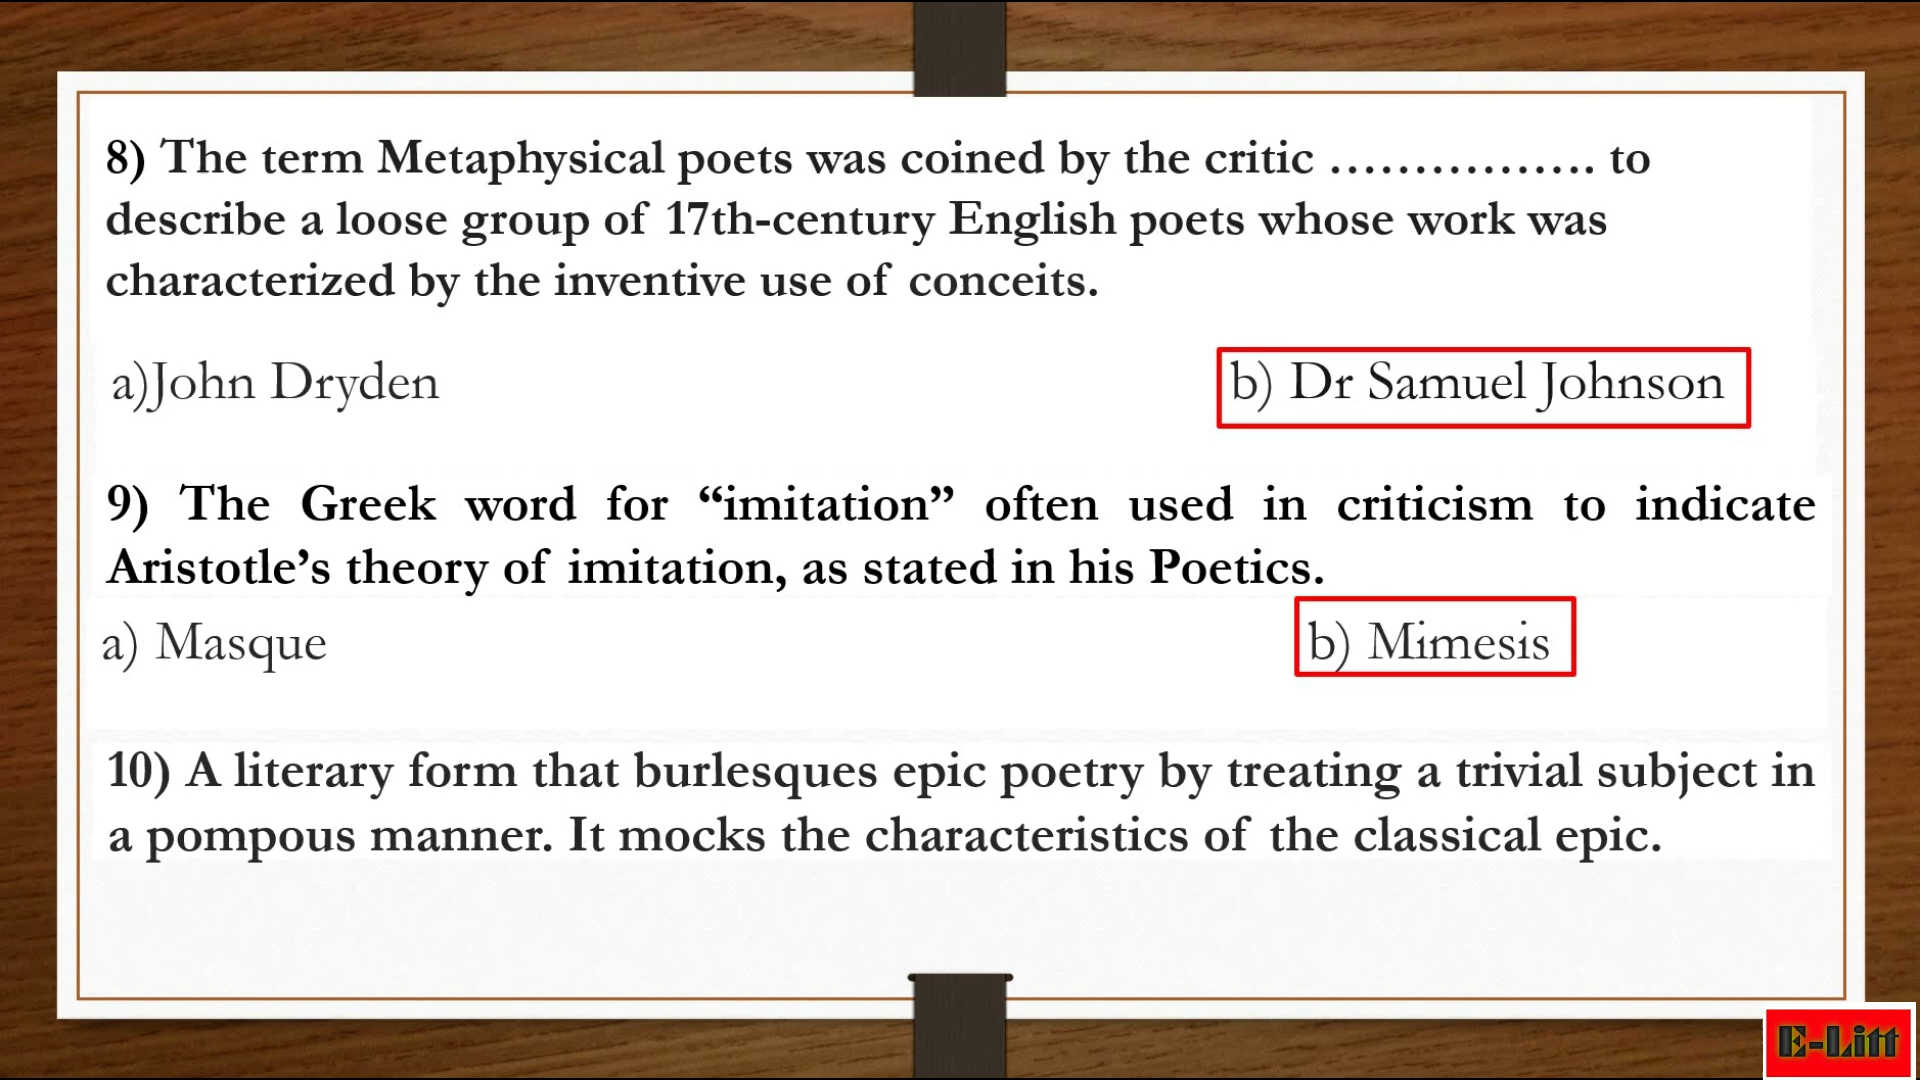 8) The term Metaphysical poets was coined by the critic ……………. to
describe a loose group of 17th-century English poets whose work was
characterized by the inventive use of conceits.
a)John Dryden
b) Dr Samuel Johnson
9) The Greek word for “imitation” often used in criticism to indicate
Aristotle’s theory of imitation, as stated in his Poetics.
a) Masque
b) Mimesis
10) A literary form that burlesques epic poetry by treating a trivial subject in
a pompous manner. It mocks the characteristics of the classical epic.
E-Litt